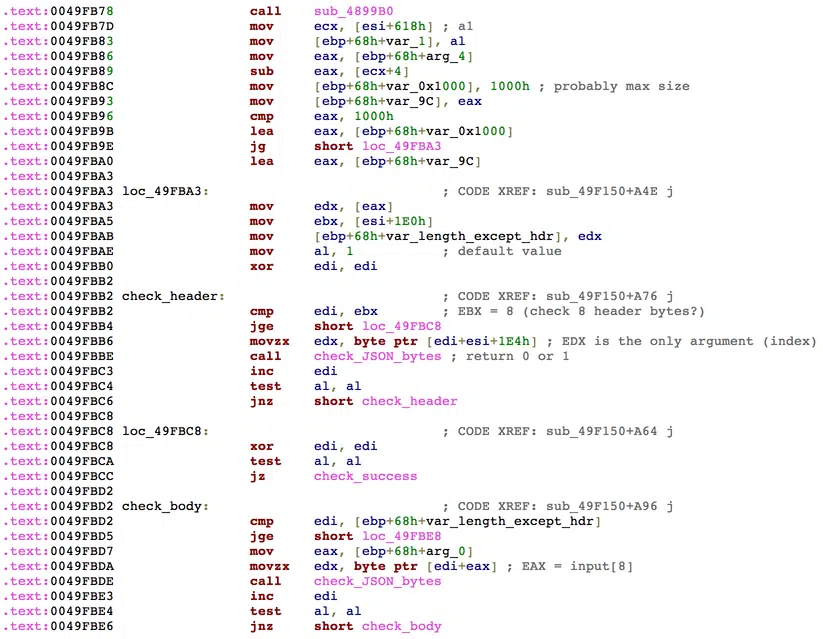 .text:0049FB78 call sub_4899B0
.text:0049FB7D mov ecx, [esi+618h] ; a1
.text:0049FB83 mov [ebp+68h+var_1], al
.text:0049FB86 mov eax, [ebp+68h+arg_4]
.text:0049FB89 sub eax, [ecx+4]
.text:0049FB8C mov [ebp+68h+var_0x1000], 1000h ; probably max size
.text:0049FB93 mov [ebp+68h+var_9C], eax
.text:0049FB96 cmp eax, 1000h
.text:0049FB9B lea eax, [ebp+68h+var_0x1000]
.text:0049FB9E jg short loc_49FBA3
.text:0049FBA0 lea eax, [ebp+68h+var_9C]
.text:0049FBA3
.text:0049FBA3 loc_49FBA3: ; CODE XREF: sub_49F150+A4E j
.text:0049FBA3 mov edx, [eax]
.text:0049FBA5 mov ebx, [esi+1E0h]
.text:0049FBAB mov [ebp+68h+var_length_except_hdr], edx
.text:0049FBAE mov al, 1 ; default value
.text:0049FBB0 xor edi, edi
.text:0049FBB2
.text:0049FBB2 check_header: ; CODE XREF: sub_49F150+A76 j
.text:0049FBB2 cmp edi, ebx ; EBX = 8 (check 8 header bytes?)
.text:0049FBB4 jge short loc_49FBC8
.text:0049FBB6 movzx edx, byte ptr [edi+esi+1E4h] ; EDX is the only argument (index)
.text:0049FBBE call check_JSON_bytes ; return 0 or 1
.text:0049FBC3 inc edi
.text:0049FBC4 test al, al
.text:0049FBC6 jnz short check_header
.text:0049FBC8
.text:0049FBC8 loc_49FBC8: ; CODE XREF: sub_49F150+A64 j
.text:0049FBC8 xor edi, edi
.text:0049FBCA test al, al
.text:0049FBCC jz check_success
.text:0049FBD2
.text:0049FBD2 check_body: ; CODE XREF: sub_49F150+A96 j
.text:0049FBD2 cmp edi, [ebp+68h+var_length_except_hdr]
.text:0049FBD5 jge short loc_49FBE8
.text:0049FBD7 mov eax, [ebp+68h+arg_0]
.text:0049FBDA movzx edx, byte ptr [edi+eax] ; EAX = input[8]
.text:0049FBDE call check_JSON_bytes
.text:0049FBE3 inc edi
.text:0049FBE4 test al, al
.text:0049FBE6 jnz short check_body